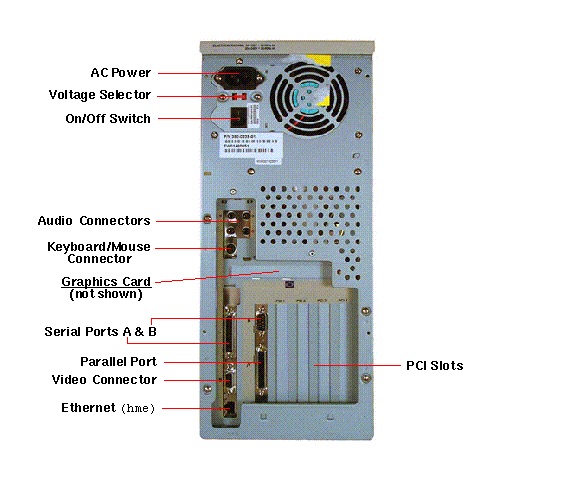 AC Power
Voltage Selector
On/Off Switch
Audio Connectors
Keyboard/Mouse
Connector
Graphics Card
(not shown)
Serial Ports A & B
Parallel Port
PCI Slots
Video Connector
Ethernet (hme)